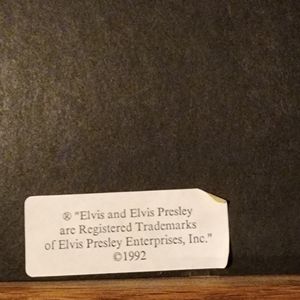 ® "Elvis and Elvis Presley
are Registered Trademarks
of Elvis Presley Enterprises, Inc."
©1992